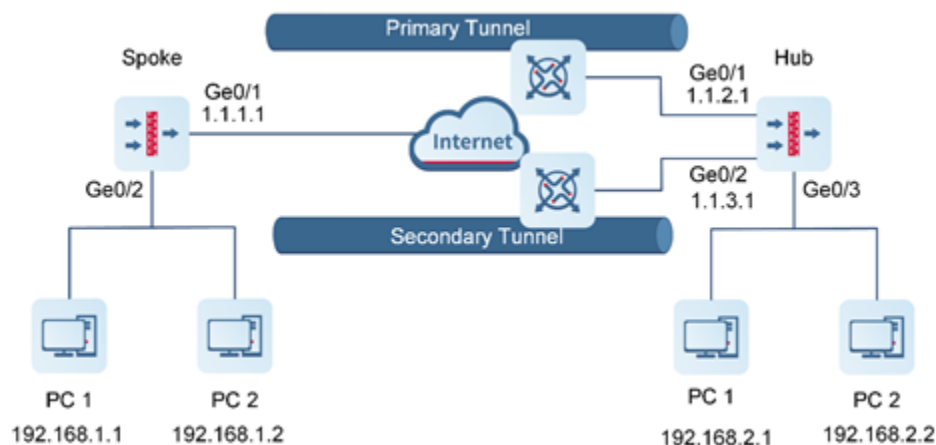 Primary Tunnel
Spoke
Hub
Ge0/1
1.1.1.1
Ge0/1
1.1.2.1
Internet
Ge0/2
Ge0/2
1.1.3.1
Ge0/3
Secondary Tunnel
PC 1
PC 2
PC 1
PC 2
192.168.1.1
192.168.1.2
192.168.2.1
192.168.2.2